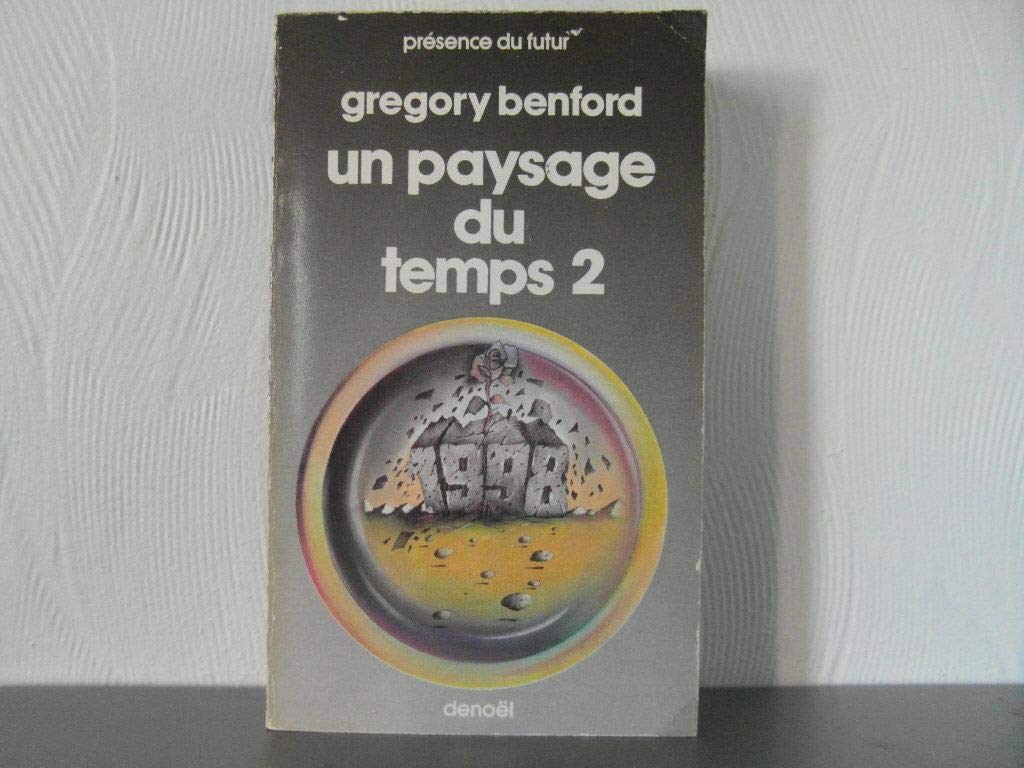 présence du futur
gregory benford
un paysage
du
temps 2
1998
denoël